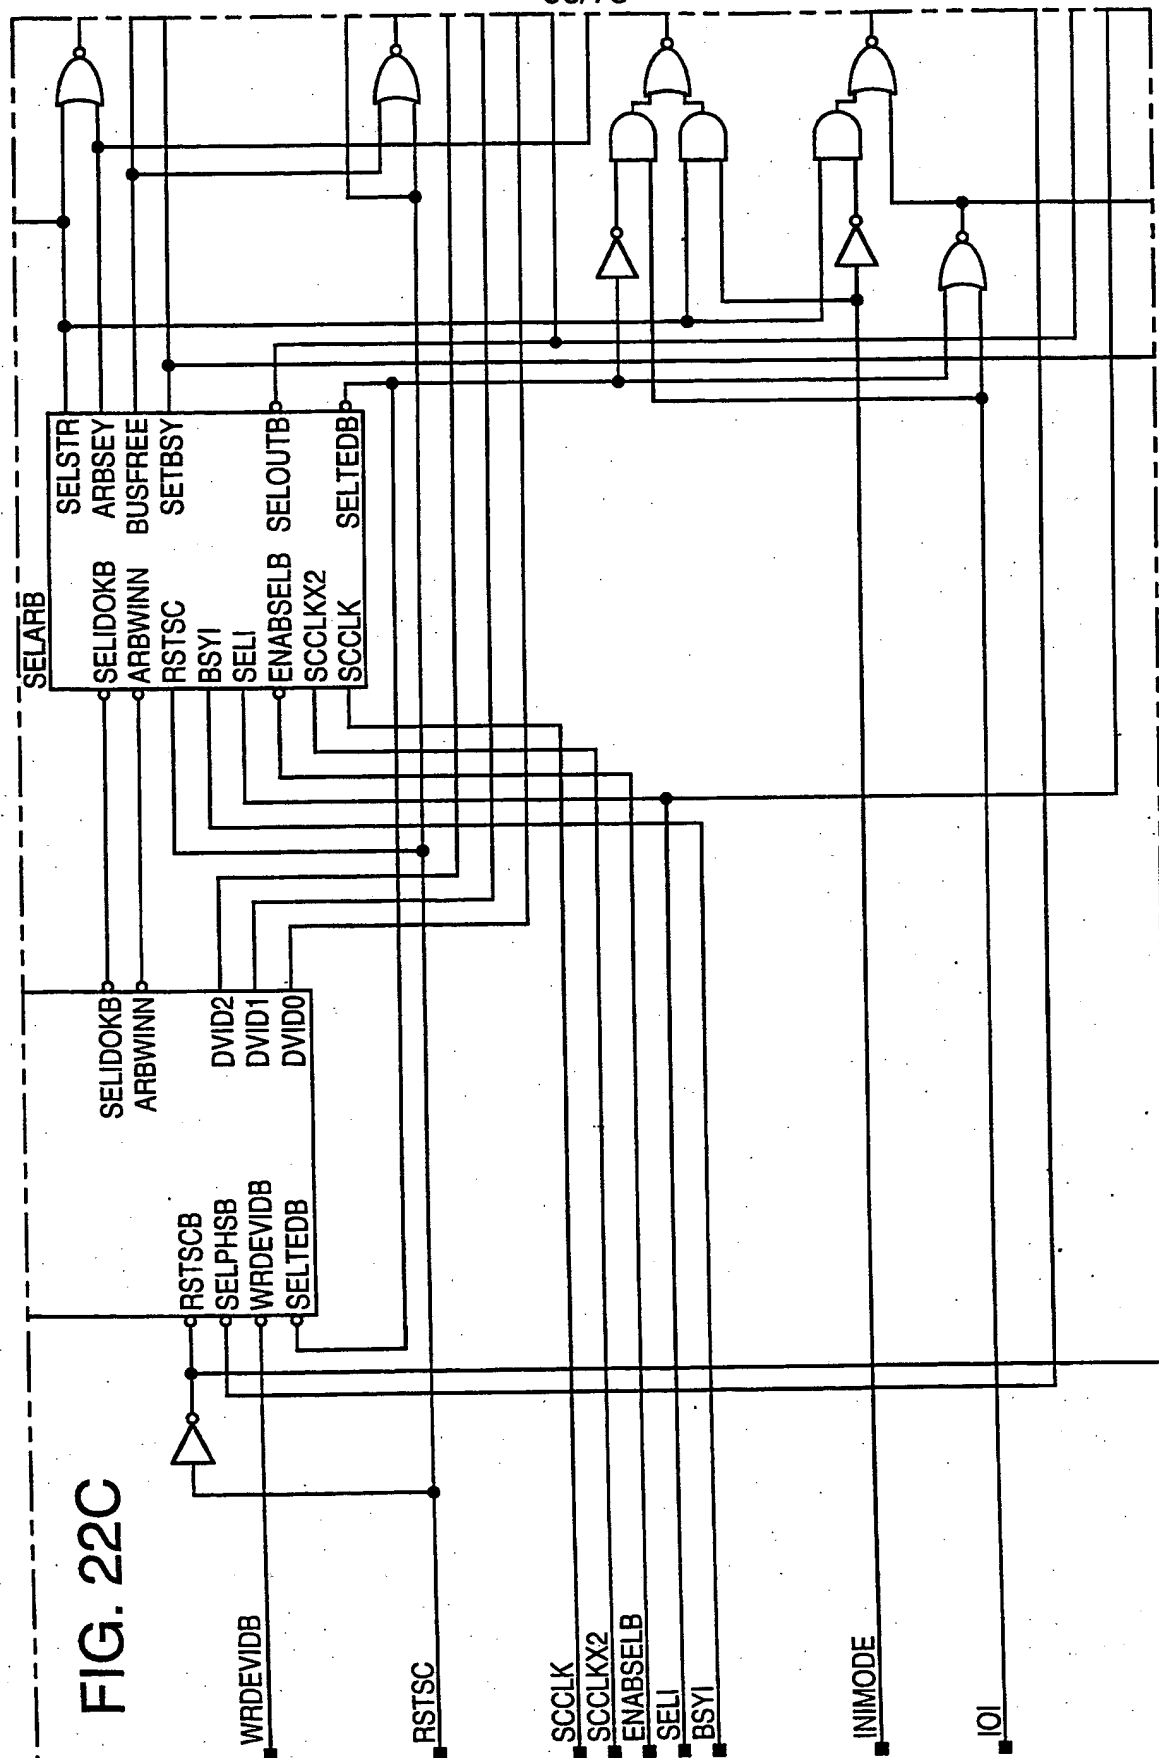 FIG. 22C
WRDEVIDB
RSTSC
SCCLK
SCCLKX2
ENABSELB
SELI
BSYI
INIMODE
IOI
RSTSCB
SELPHSB
WRDEVIDB
SELTEDB
SELIDOKB
ARBWINN
DVID2
DVID1
DVID0
SELARB
SELIDOKB
ARBWINN
RSTSC
BSYI
SELI
ENABSELB
SCCLKX2
SCCLK
SELSTR
ARBSEY
BUSFREE
SETBSY
SELOUTB
SELTEDB